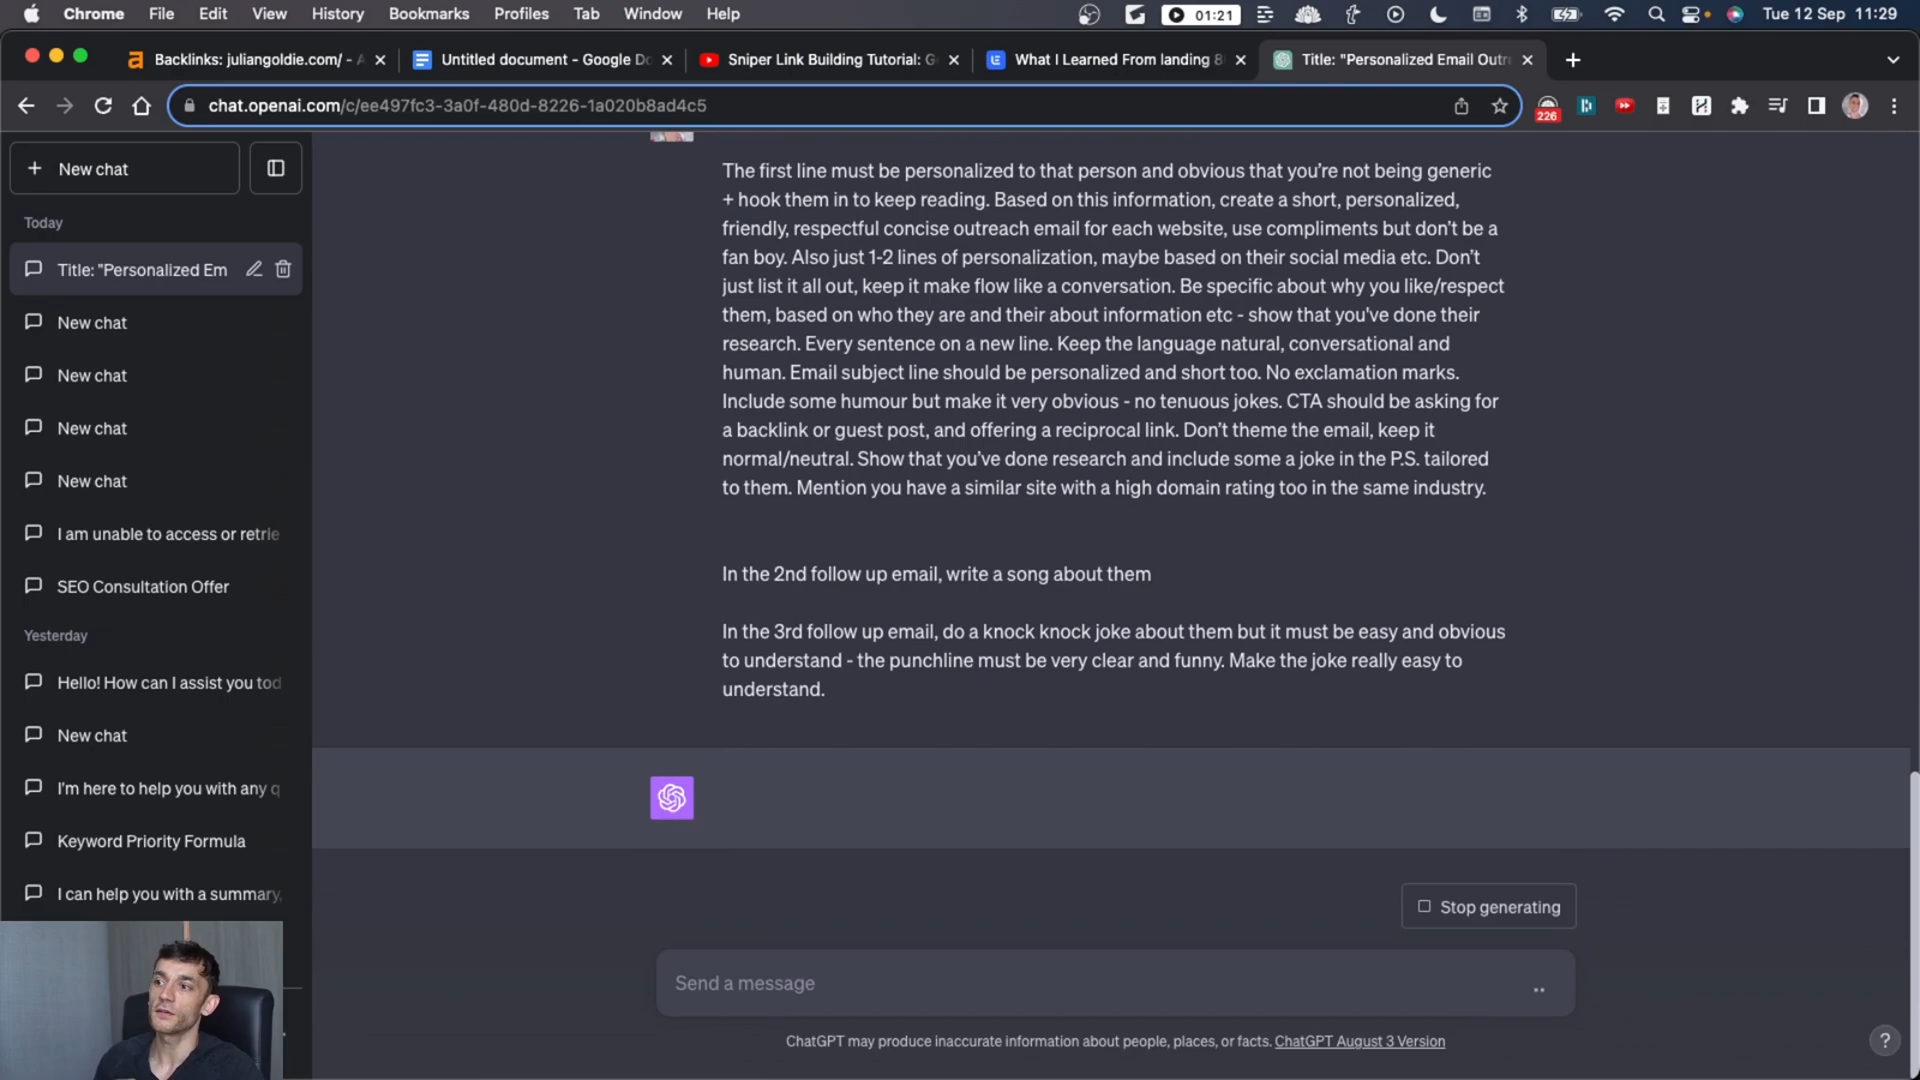 Chrome File Edit View History Bookmarks Profiles Tab Window Help 01:21 Tue 12 Sep 11:29
Backlinks: juliangoldie.com/ - A Untitled document - Google Do Sniper Link Building Tutorial: G What I Learned From landing 8 Title: "Personalized Email Outr
chat.openai.com/c/ee497fc3-3a0f-480d-8226-1a020b8ad4c5 226
New chat
Today
Title: "Personalized Em
New chat
New chat
New chat
New chat
I am unable to access or retrie
SEO Consultation Offer
Yesterday
Hello! How can I assist you tod
New chat
I'm here to help you with any q
Keyword Priority Formula
I can help you with a summary,
The first line must be personalized to that person and obvious that you're not being generic
+ hook them in to keep reading. Based on this information, create a short, personalized,
friendly, respectful concise outreach email for each website, use compliments but don't be a
fan boy. Also just 1-2 lines of personalization, maybe based on their social media etc. Don't
just list it all out, keep it make flow like a conversation. Be specific about why you like/respect
them, based on who they are and their about information etc - show that you've done their
research. Every sentence on a new line. Keep the language natural, conversational and
human. Email subject line should be personalized and short too. No exclamation marks.
Include some humour but make it very obvious - no tenuous jokes. CTA should be asking for
a backlink or guest post, and offering a reciprocal link. Don't theme the email, keep it
normal/neutral. Show that you've done research and include some a joke in the P.S. tailored
to them. Mention you have a similar site with a high domain rating too in the same industry.
In the 2nd follow up email, write a song about them
In the 3rd follow up email, do a knock knock joke about them but it must be easy and obvious
to understand - the punchline must be very clear and funny. Make the joke really easy to
understand.
Stop generating
Send a message
ChatGPT may produce inaccurate information about people, places, or facts. ChatGPT August 3 Version
?